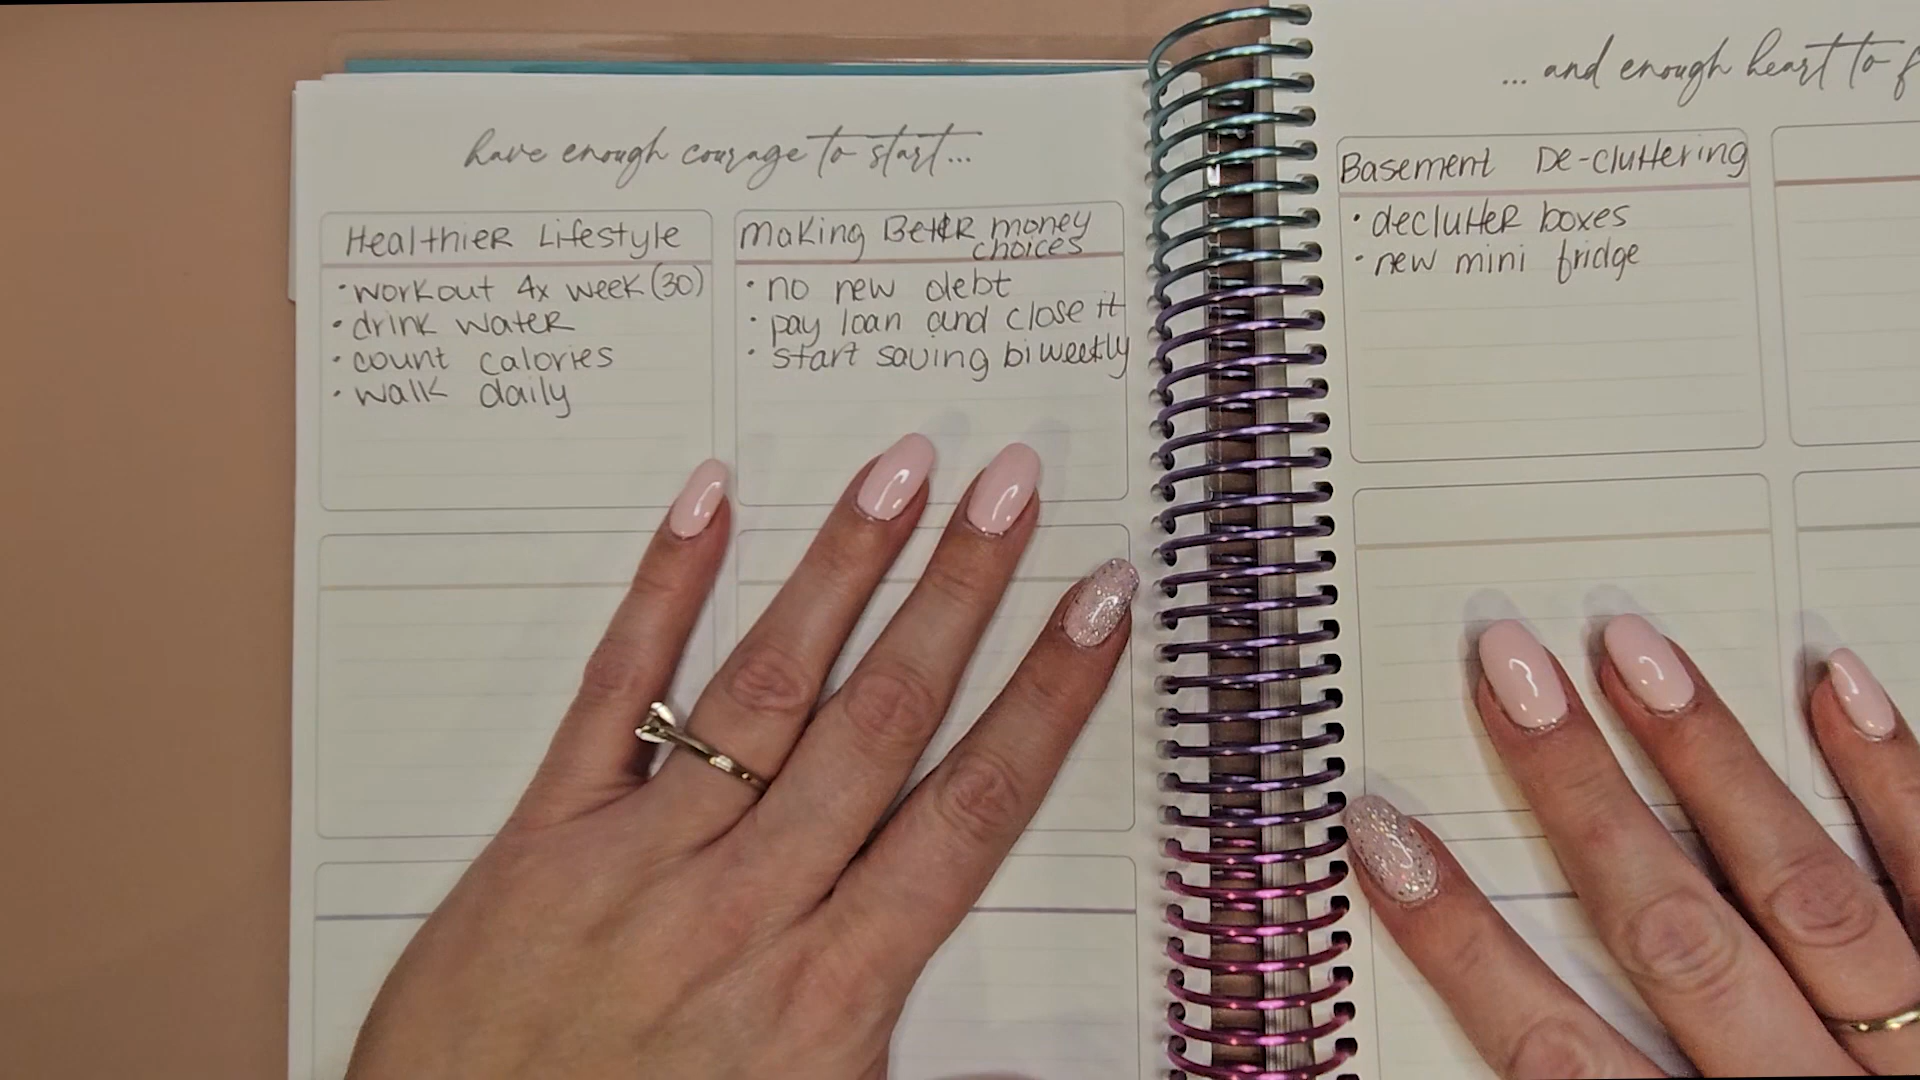 have enough courage to start...
Healthier Lifestyle
• workout 4x week (30)
• drink water
• count calories
• walk daily
Making Better money
choices
• no new debt
• pay loan and close it
• start saving biweekly
... and enough heart to
Basement De-cluttering
• declutter boxes
• new mini fridge